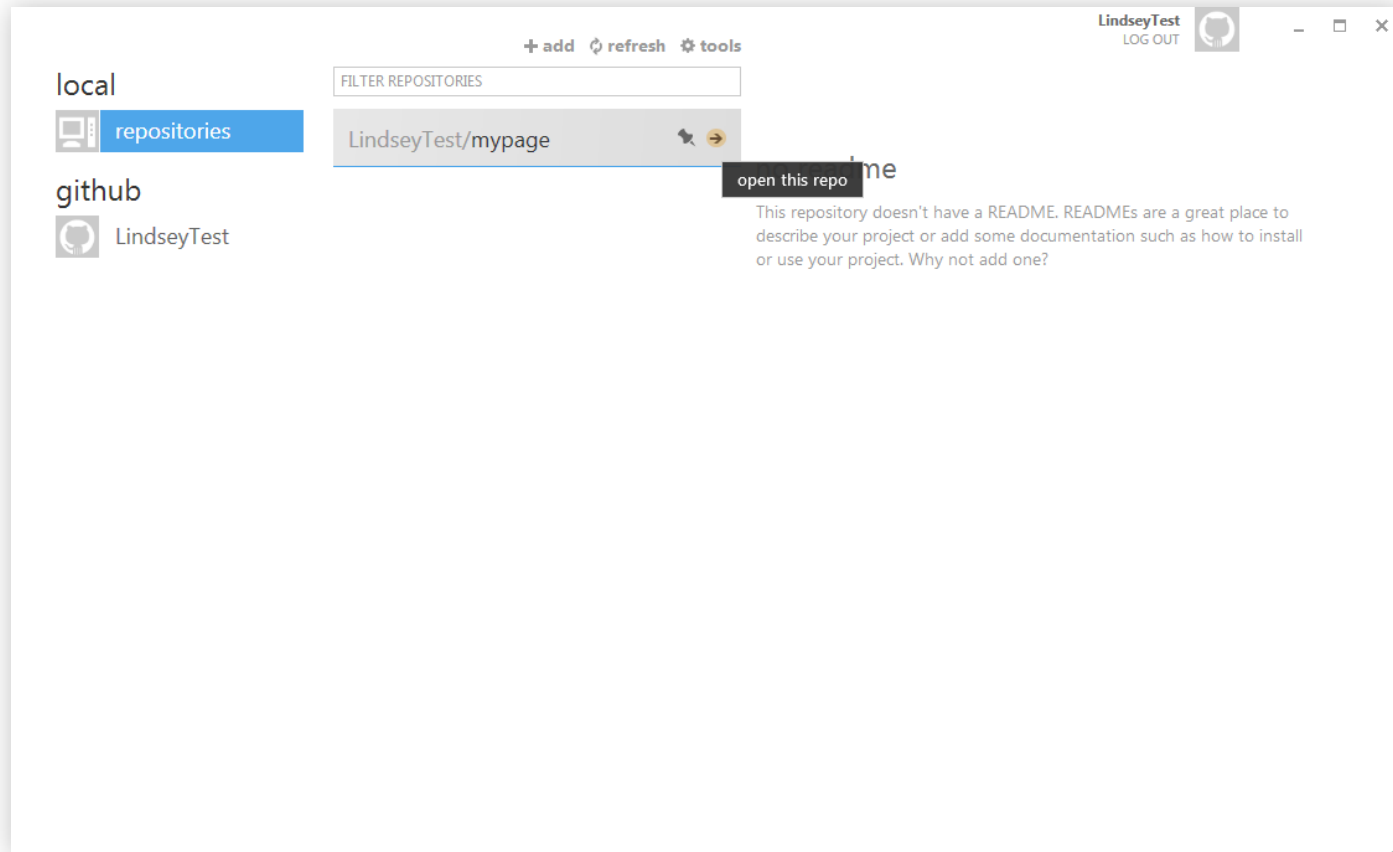 LindseyTest
LOG OUT
add refresh tools
local
FILTER REPOSITORIES
repositories
LindseyTest/mypage
open this repo
no readme
github
LindseyTest
This repository doesn't have a README. READMEs are a great place to
describe your project or add some documentation such as how to install
or use your project. Why not add one?